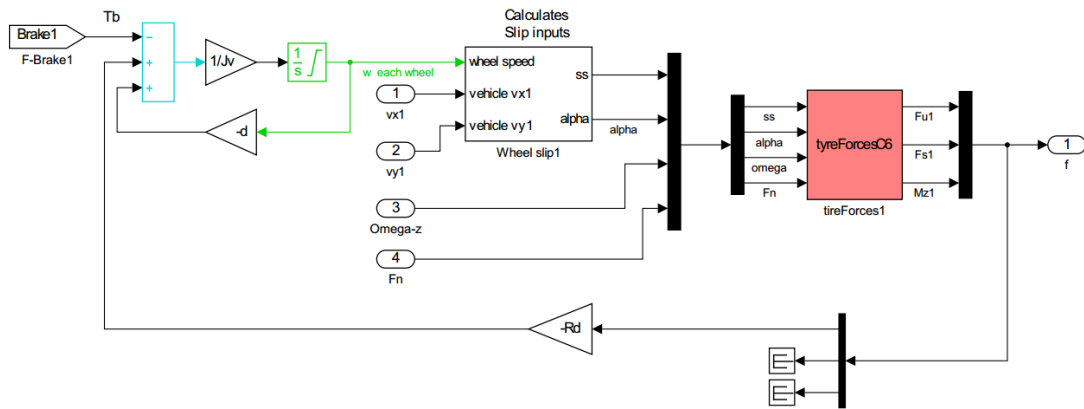 Tb
Calculates
Slip inputs
Brake1
F-Brake1
−
+
+
1/Jv
1
s
w each wheel
wheel speed
vehicle vx1
vehicle vy1
ss
alpha
Wheel slip1
alpha
-d
1
vx1
2
vy1
3
Omega-z
4
Fn
ss
alpha
omega
Fn
tyreForcesC6
tireForces1
Fu1
Fs1
Mz1
1
f
-Rd